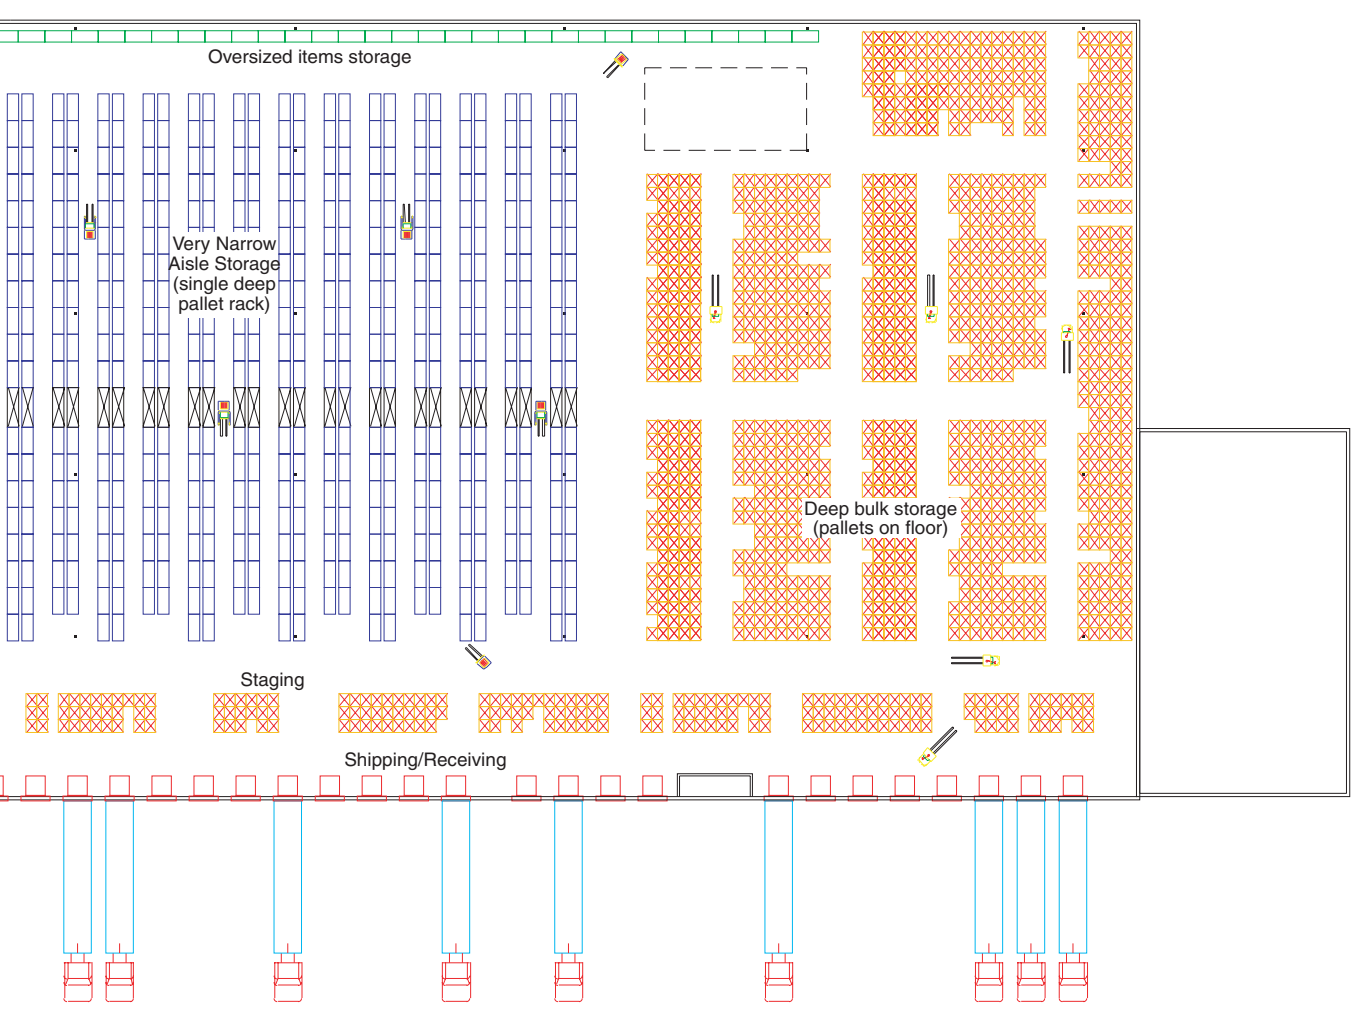 Oversized items storage
Very Narrow
Aisle Storage
(single deep
pallet rack)
Deep bulk storage
(pallets on floor)
Staging
Shipping/Receiving